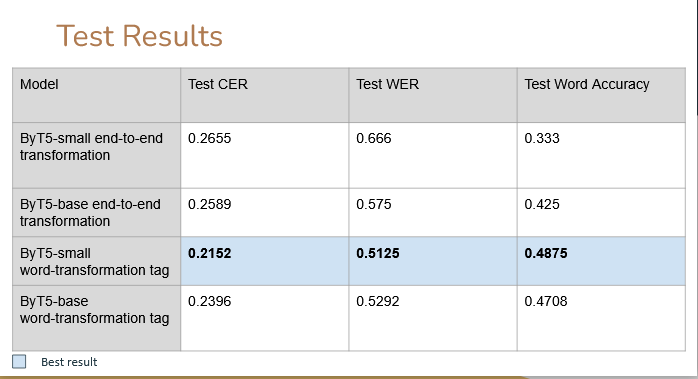 Test Results
Model Test CER Test WER Test Word Accuracy
ByT5-small end-to-end
transformation
0.2655 0.666 0.333
ByT5-base end-to-end
transformation
0.2589 0.575 0.425
ByT5-small
word-transformation tag
0.2152 0.5125 0.4875
ByT5-base
word-transformation tag
0.2396 0.5292 0.4708
Best result